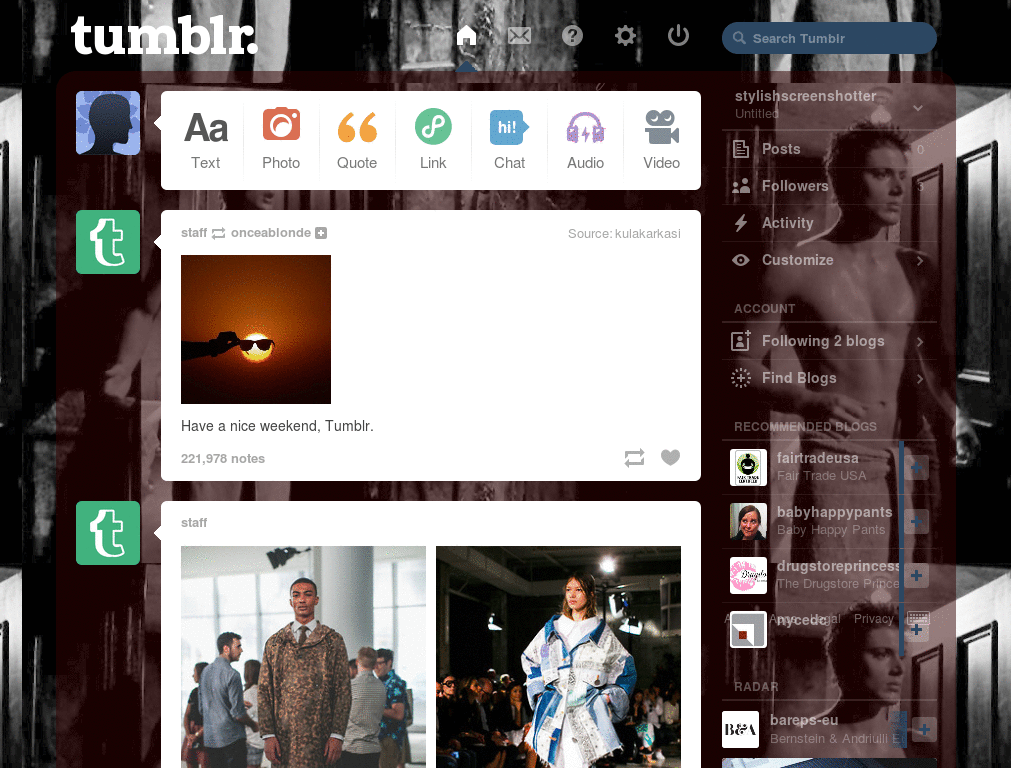 tumblr.
Search Tumblr
Aa
hi!
Text
Photo
Quote
Link
Chat
Audio
Video
staff onceablonde
Source: kulakarkasi
Have a nice weekend, Tumblr.
221,978 notes
staff
stylishscreenshotter
Untitled
Posts 0
Followers 3
Activity
Customize
ACCOUNT
Following 2 blogs
Find Blogs
RECOMMENDED BLOGS
fairtradeusa
Fair Trade USA
babyhappypants
Baby Happy Pants
drugstoreprincess
The Drugstore Prince
Apps Legal Privacy
RADAR
B&A
bareps-eu
Bernstein & Andriulli E